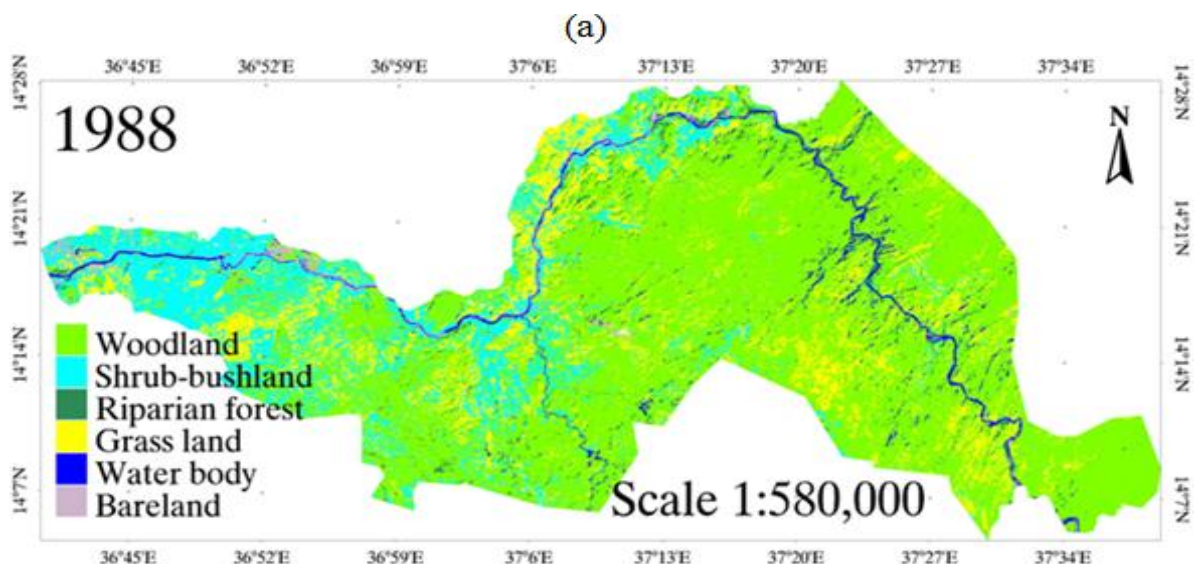 (a)
36°45'E 36°52'E 36°59'E 37°6'E 37°13'E 37°20'E 37°27'E 37°34'E
14°28'N 14°28'N
1988
N
14°21'N 14°21'N
14°14'N 14°14'N
Woodland
Shrub-bushland
Riparian forest
Grass land
Water body
Bareland
Scale 1:580,000
14°7'N 14°7'N
36°45'E 36°52'E 36°59'E 37°6'E 37°13'E 37°20'E 37°27'E 37°34'E